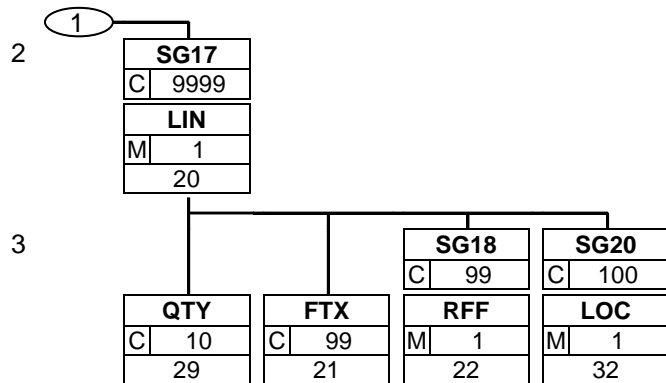 1
2
SG17
C 9999
LIN
M 1
20
3
SG18 SG20
C 99 C 100
QTY FTX RFF LOC
C 10 C 99 M 1 M 1
29 21 22 32